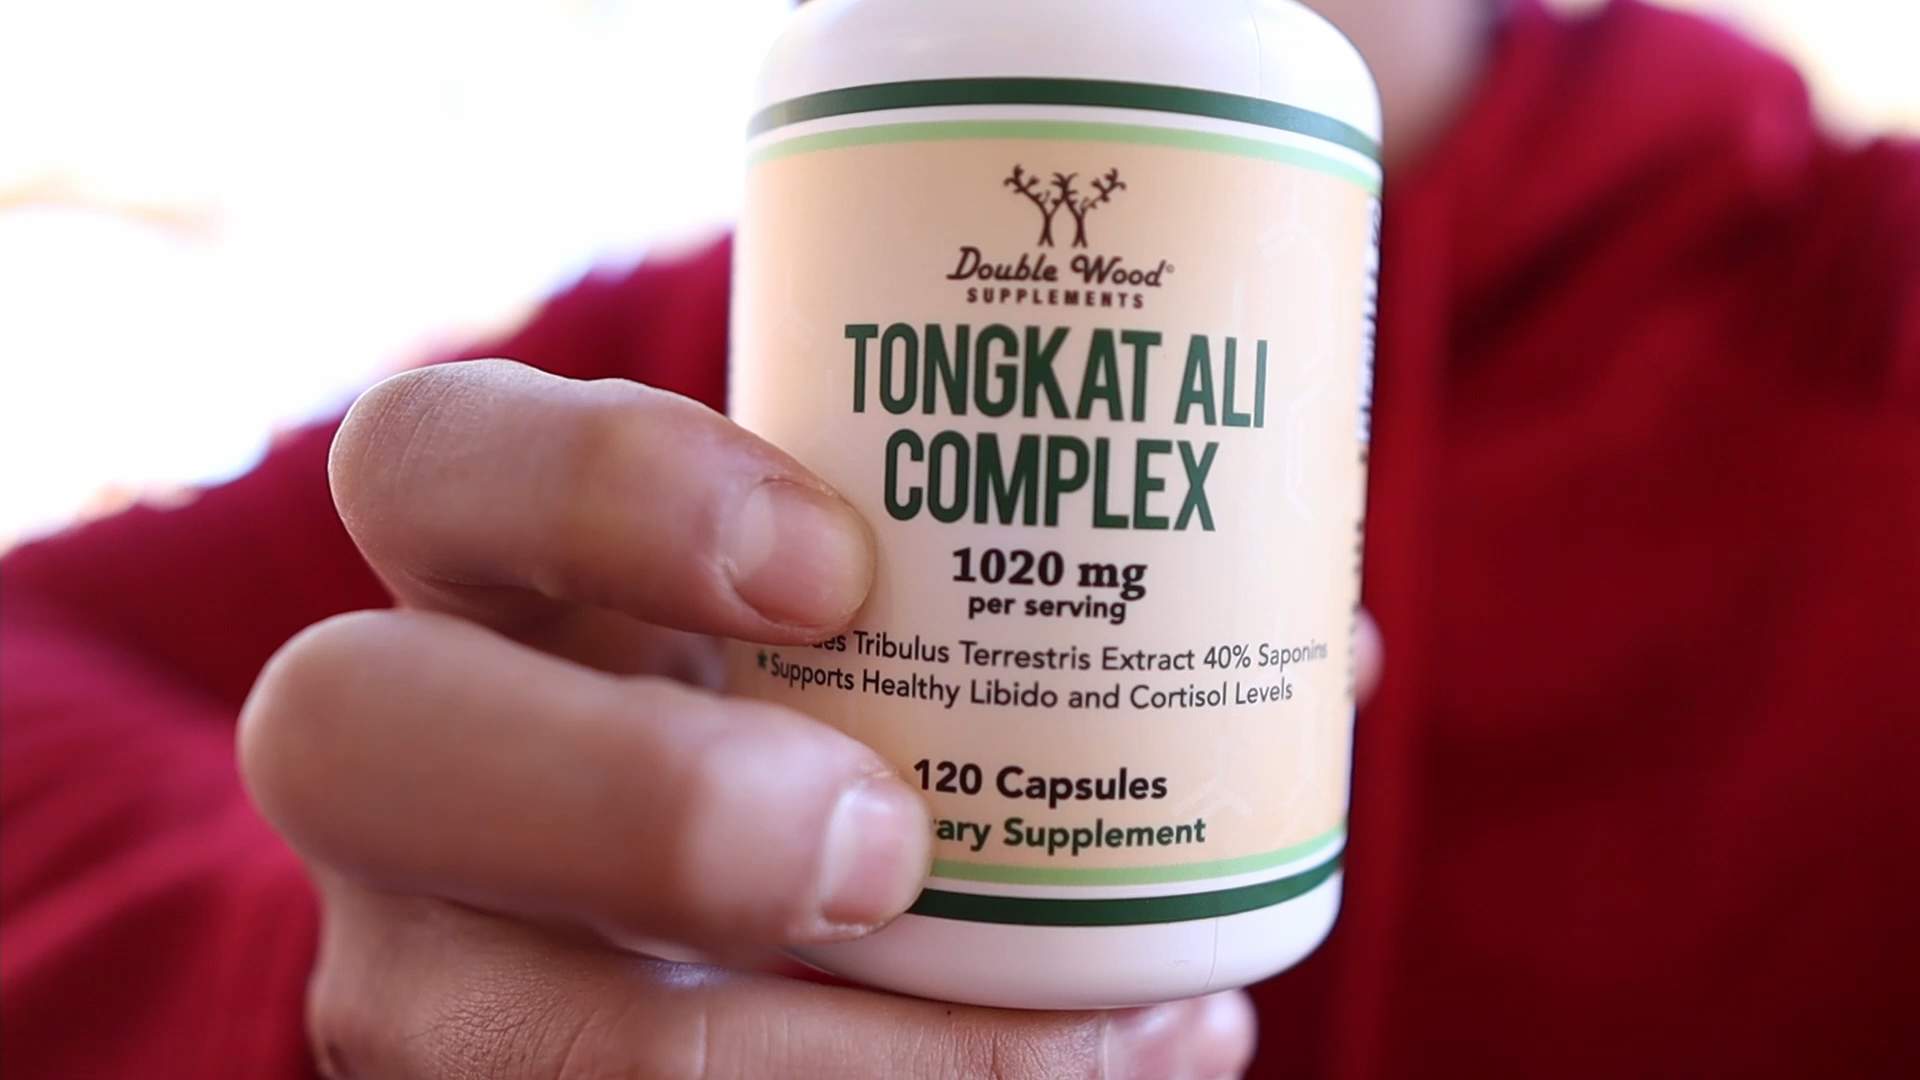 Double Wood®
SUPPLEMENTS
TONGKAT ALI
COMPLEX
1020 mg
per serving
Tribulus Terrestris Extract 40% Saponins
*Supports Healthy Libido and Cortisol Levels
120 Capsules
ary Supplement